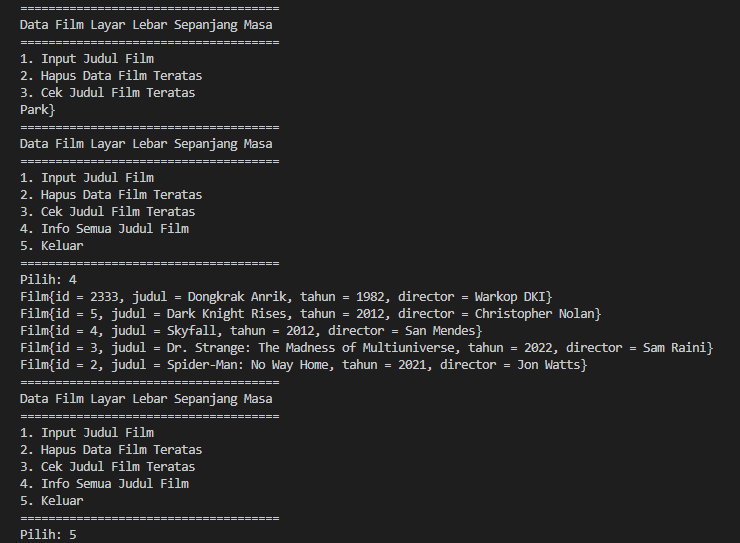 =====================================
Data Film Layar Lebar Sepanjang Masa
=====================================
1. Input Judul Film
2. Hapus Data Film Teratas
3. Cek Judul Film Teratas
Park}
=====================================
Data Film Layar Lebar Sepanjang Masa
=====================================
1. Input Judul Film
2. Hapus Data Film Teratas
3. Cek Judul Film Teratas
4. Info Semua Judul Film
5. Keluar
=====================================
Pilih: 4
Film{id = 2333, judul = Dongkrak Anrik, tahun = 1982, director = Warkop DKI}
Film{id = 5, judul = Dark Knight Rises, tahun = 2012, director = Christopher Nolan}
Film{id = 4, judul = Skyfall, tahun = 2012, director = San Mendes}
Film{id = 3, judul = Dr. Strange: The Madness of Multiuniverse, tahun = 2022, director = Sam Raini}
Film{id = 2, judul = Spider-Man: No Way Home, tahun = 2021, director = Jon Watts}
=====================================
Data Film Layar Lebar Sepanjang Masa
=====================================
1. Input Judul Film
2. Hapus Data Film Teratas
3. Cek Judul Film Teratas
4. Info Semua Judul Film
5. Keluar
=====================================
Pilih: 5